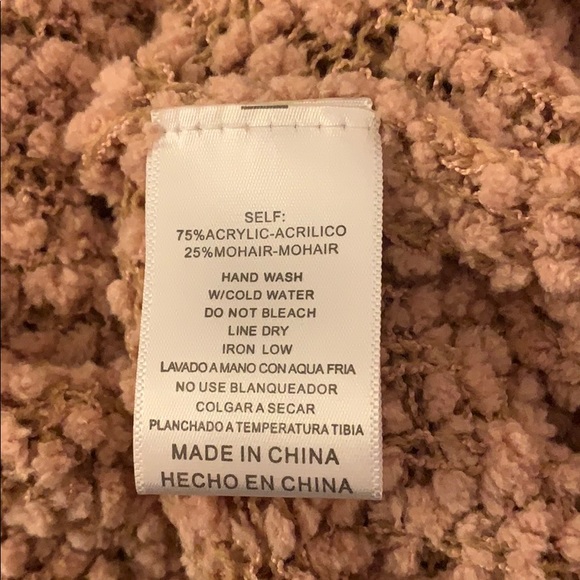 SELF:
75%ACRYLIC-ACRILICO
25%MOHAIR-MOHAIR
HAND WASH
W/COLD WATER
DO NOT BLEACH
LINE DRY
IRON LOW
LAVADO A MANO CON AQUA FRIA
NO USE BLANQUEADOR
COLGAR A SECAR
PLANCHADO A TEMPERATURA TIBIA
MADE IN CHINA
HECHO EN CHINA